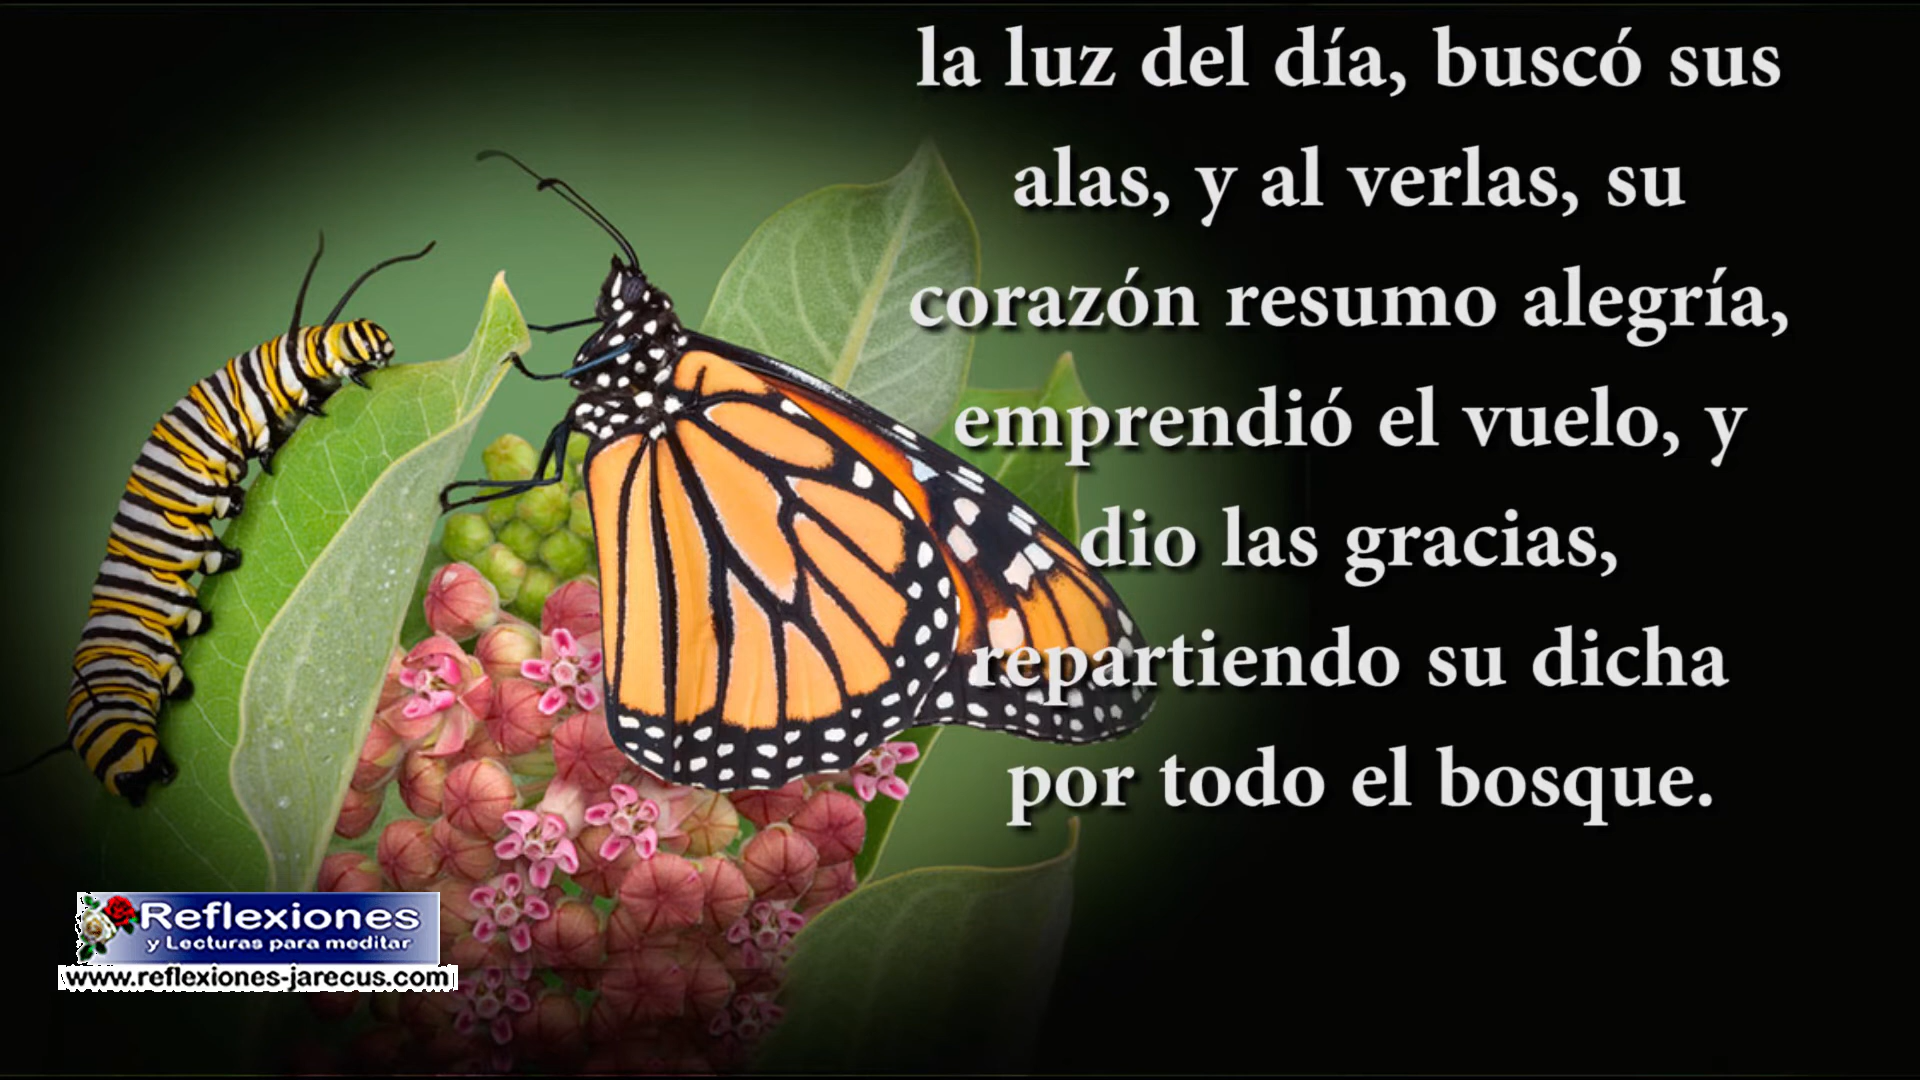 la luz del día, buscó sus
alas, y al verlas, su
corazón resumo alegría,
emprendió el vuelo, y
dio las gracias,
repartiendo su dicha
por todo el bosque.
Reflexiones
y Lecturas para meditar
www.reflexiones-jarecus.com